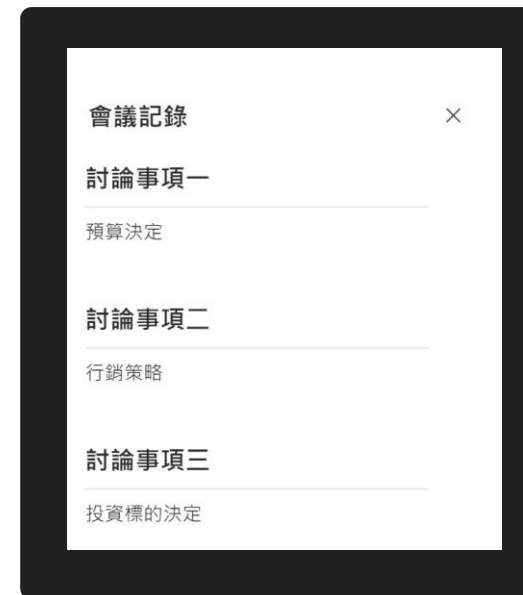 會議記錄
討論事項一
預算決定
討論事項二
行銷策略
討論事項三
投資標的決定